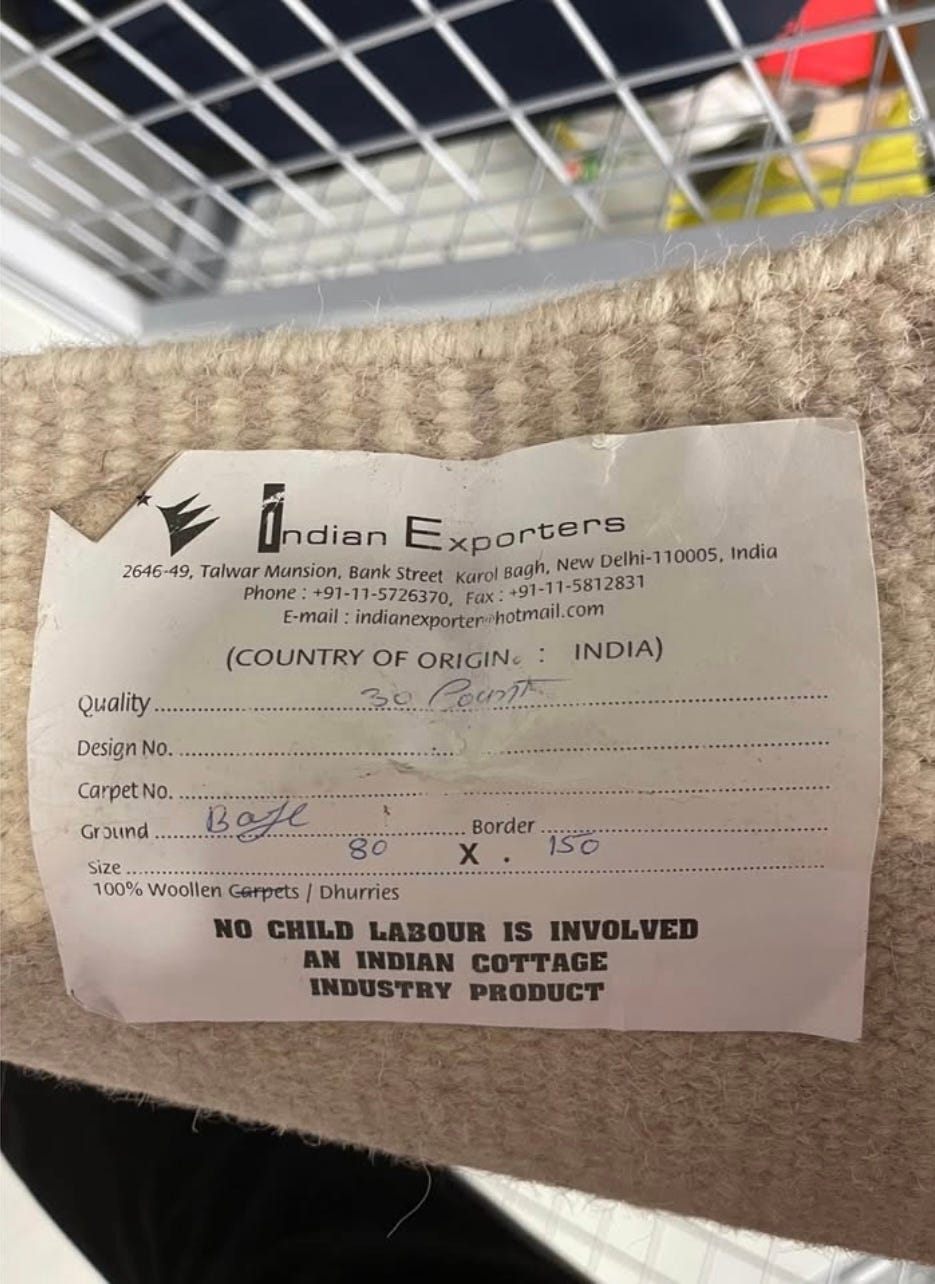 Indian Exporters
2646-49, Talwar Mansion, Bank Street Karol Bagh, New Delhi-110005, India
Phone : +91-11-5726370, Fax : +91-11-5812831
E-mail : indianexporter@hotmail.com
(COUNTRY OF ORIGIN. : INDIA)
Quality 30 Count
Design No.
Carpet No.
Ground Baje Border
Size 80 X . 150
100% Woollen Carpets / Dhurries
NO CHILD LABOUR IS INVOLVED
AN INDIAN COTTAGE
INDUSTRY PRODUCT